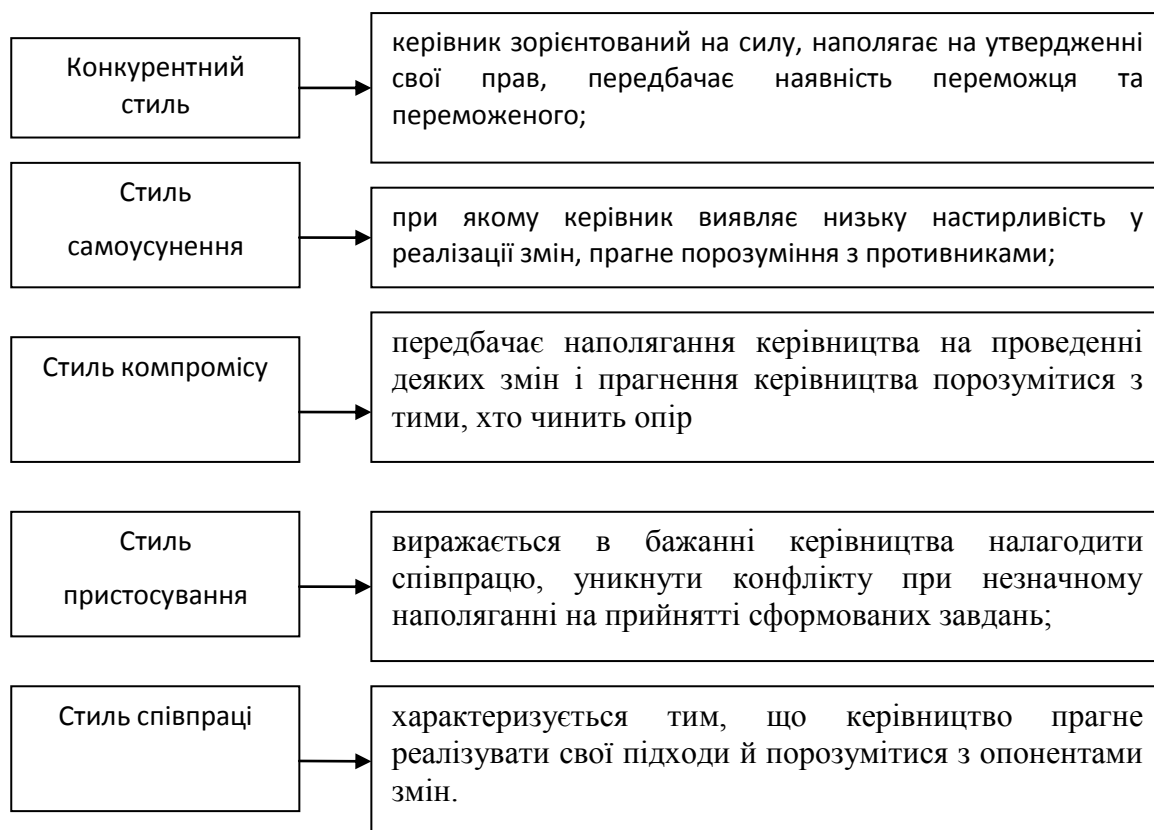 Конкурентний
стиль
керівник зорієнтований на силу, наполягає на утвердженні
свої прав, передбачає наявність переможця та
переможеного;
Стиль
самоусунення
при якому керівник виявляє низьку настирливість у
реалізації змін, прагне порозуміння з противниками;
Стиль компромісу
передбачає наполягання керівництва на проведенні
деяких змін і прагнення керівництва порозумітися з
тими, хто чинить опір
Стиль
пристосування
виражається в бажанні керівництва налагодити
співпрацю, уникнути конфлікту при незначному
наполяганні на прийнятті сформованих завдань;
Стиль співпраці
характеризується тим, що керівництво прагне
реалізувати свої підходи й порозумітися з опонентами
змін.